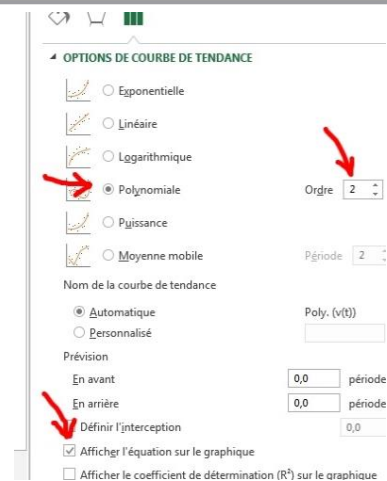 OPTIONS DE COURBE DE TENDANCE
Exponentielle
Linéaire
Logarithmique
Polynomiale Ordre 2
Puissance
Moyenne mobile Période 2
Nom de la courbe de tendance
Automatique Poly. (v(t))
Personnalisé
Prévision
En avant 0,0 période
En arrière 0,0 période
Définir l'interception 0,0
Afficher l'équation sur le graphique
Afficher le coefficient de détermination (R²) sur le graphique